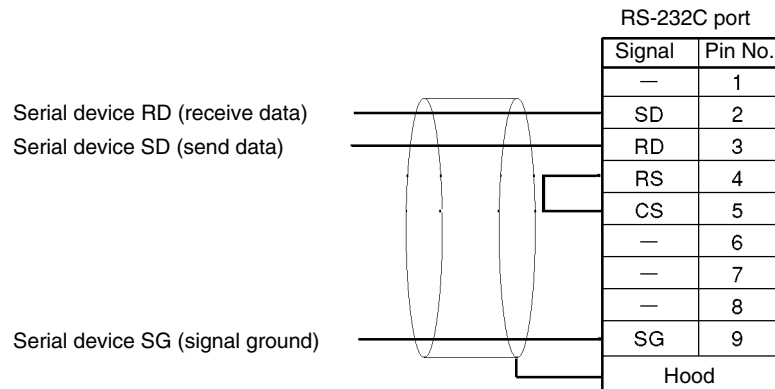 RS-232C port
Signal Pin No.
— 1
Serial device RD (receive data) SD 2
Serial device SD (send data) RD 3
RS 4
CS 5
— 6
— 7
— 8
Serial device SG (signal ground) SG 9
Hood